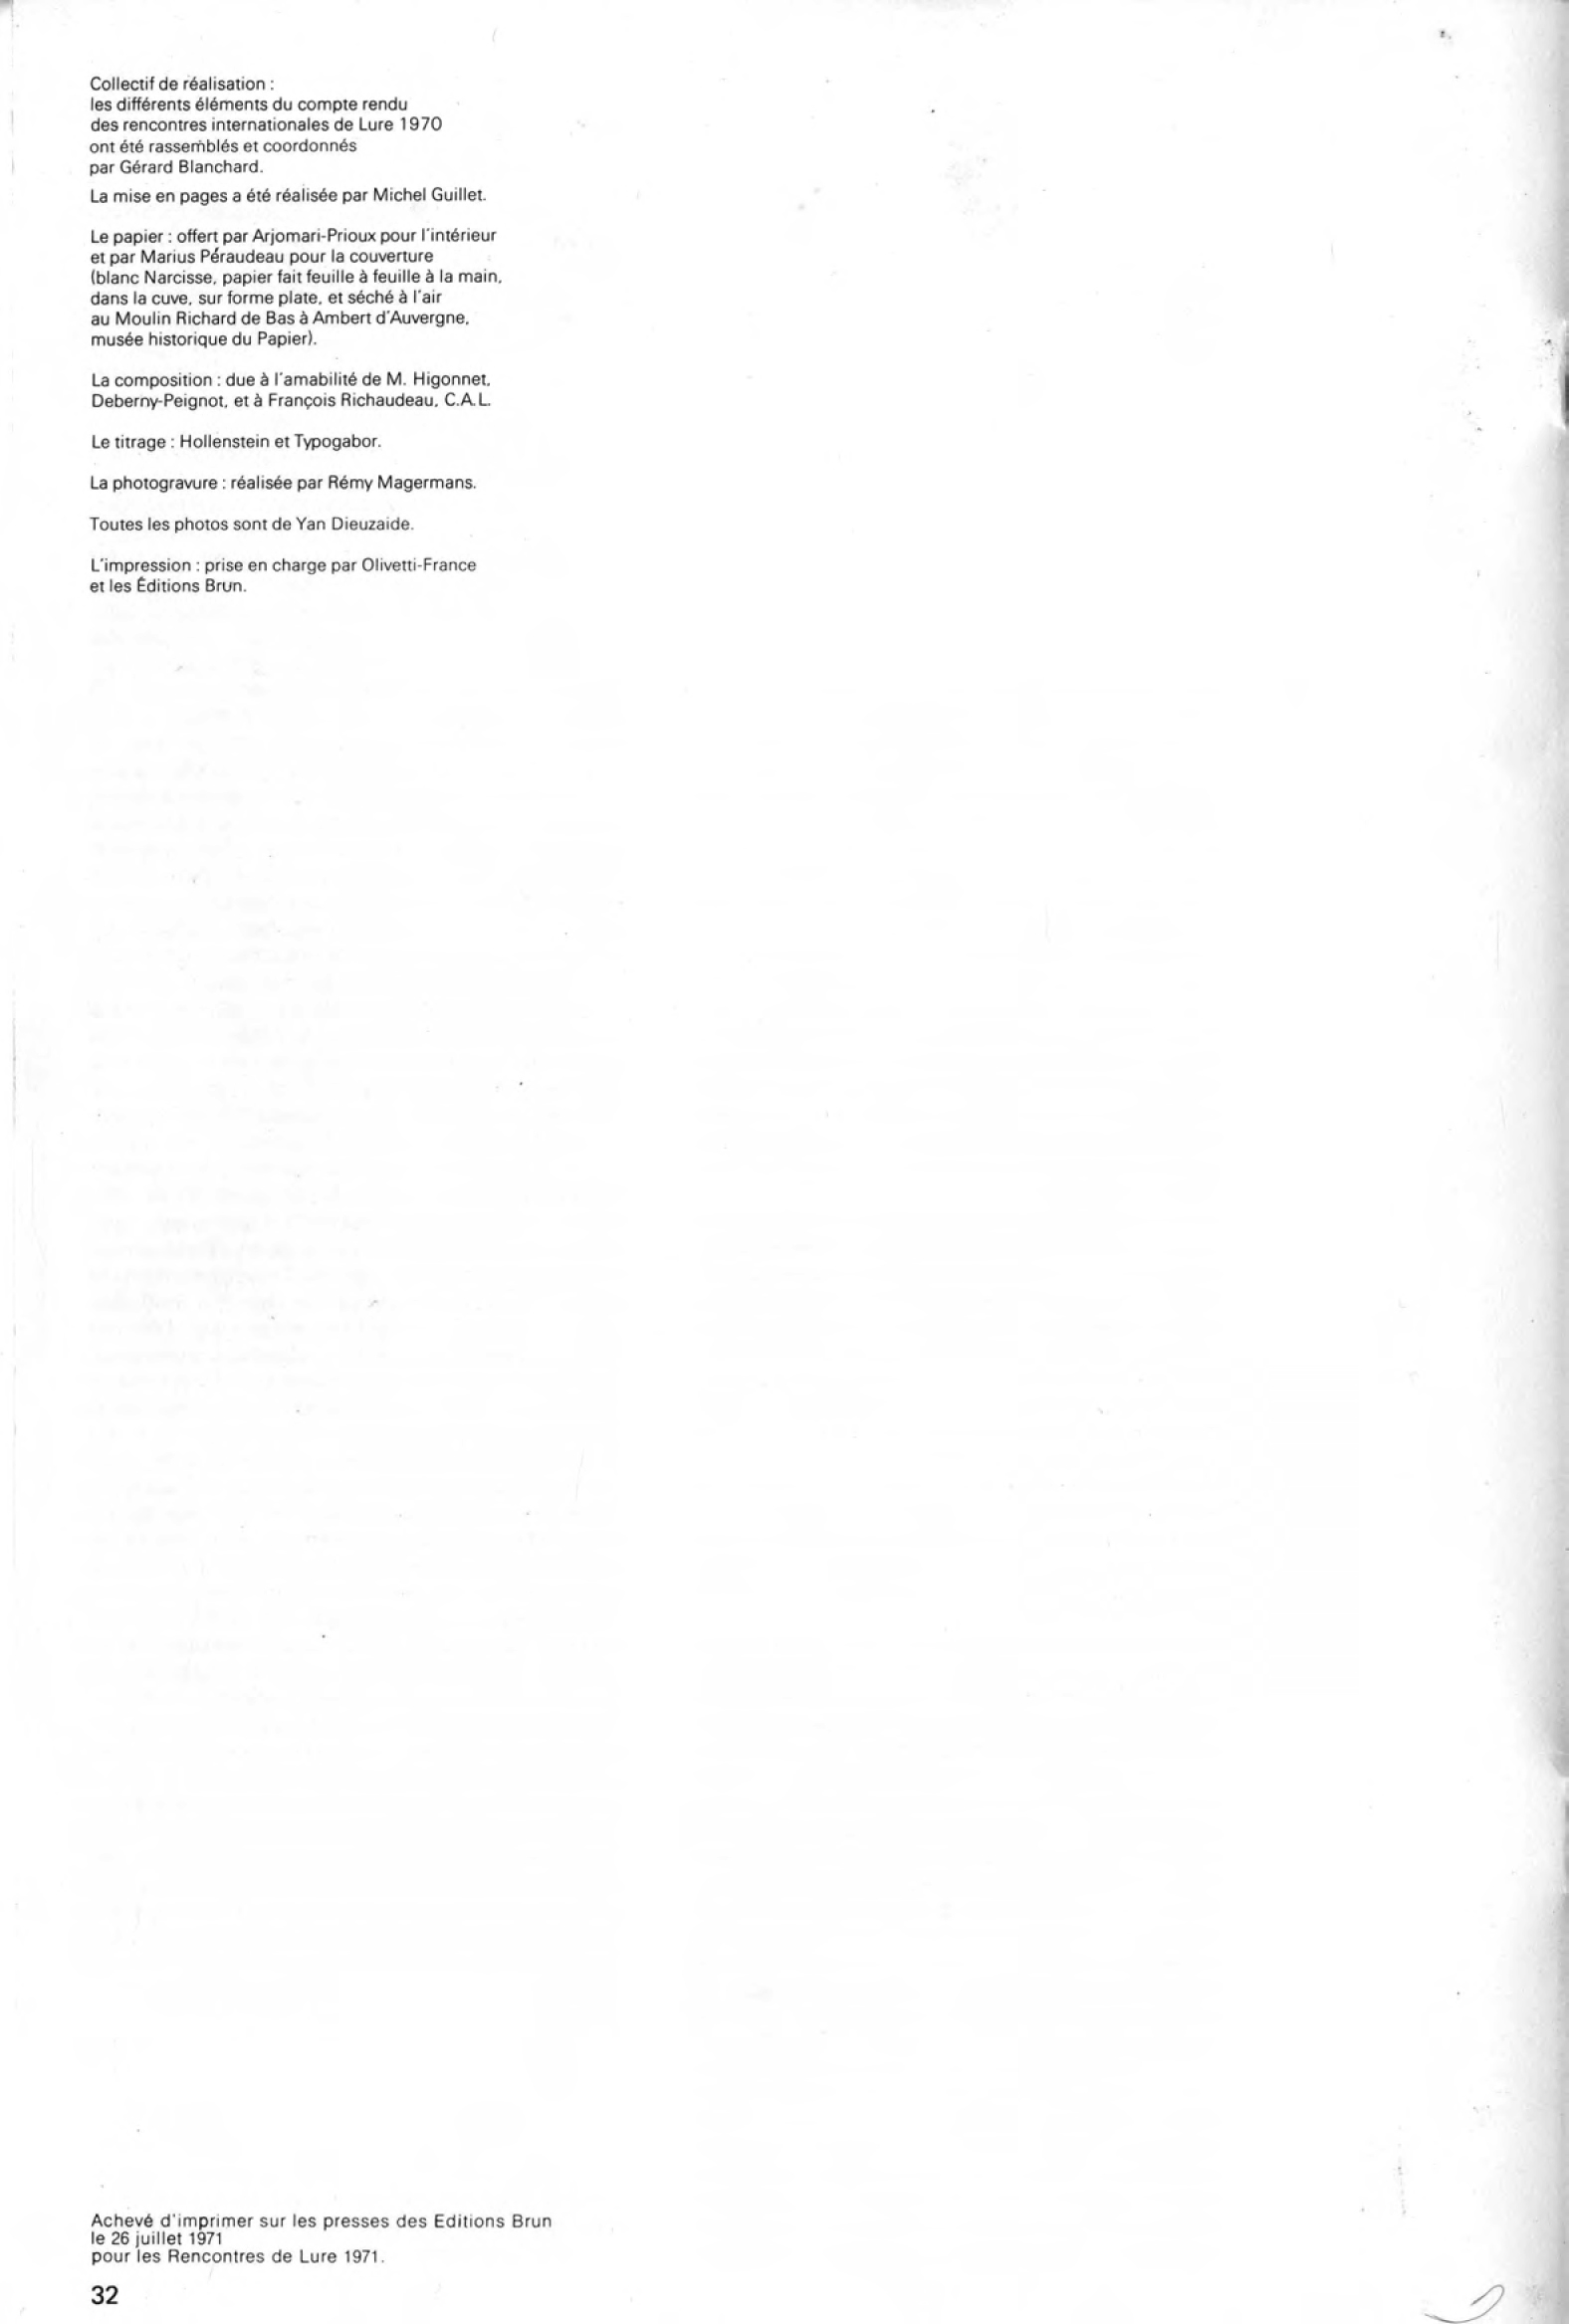 Collectif de réalisation :
les différents éléments du compte rendu
des rencontres internationales de Lure 1970
ont été rassemblés et coordonnés
par Gérard Blanchard.
La mise en pages a été réalisée par Michel Guillet.
Le papier : offert par Arjomari-Prioux pour l'intérieur
et par Marius Péraudeau pour la couverture
(blanc Narcisse, papier fait feuille à feuille à la main,
dans la cuve, sur forme plate, et séché à l'air
au Moulin Richard de Bas à Ambert d'Auvergne,
musée historique du Papier).
La composition : due à l'amabilité de M. Higonnet,
Deberny-Peignot, et à François Richaudeau, C.A.L.
Le titrage : Hollenstein et Typogabor.
La photogravure : réalisée par Rémy Magermans.
Toutes les photos sont de Yan Dieuzaide.
L'impression : prise en charge par Olivetti-France
et les Éditions Brun.
Achevé d'imprimer sur les presses des Editions Brun
le 26 juillet 1971
pour les Rencontres de Lure 1971.
32